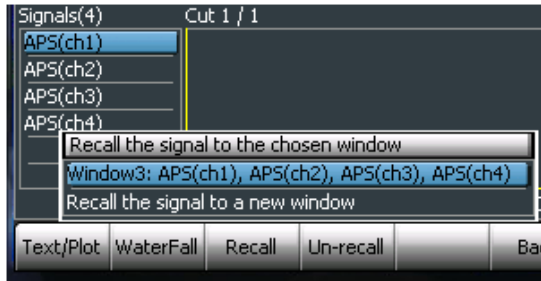 Signals(4)
Cut 1 / 1
APS(ch1)
APS(ch2)
APS(ch3)
APS(ch4)
Recall the signal to the chosen window
Window3: APS(ch1), APS(ch2), APS(ch3), APS(ch4)
Recall the signal to a new window
Text/Plot WaterFall Recall Un-recall